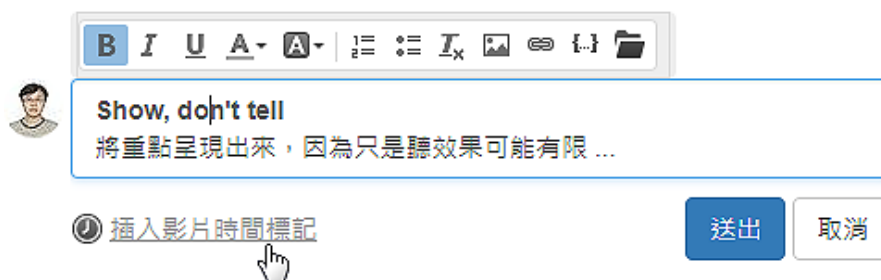 B I U A A
Show, don't tell
將重點呈現出來，因為只是聽效果可能有限 ...
插入影片時間標記
送出 取消